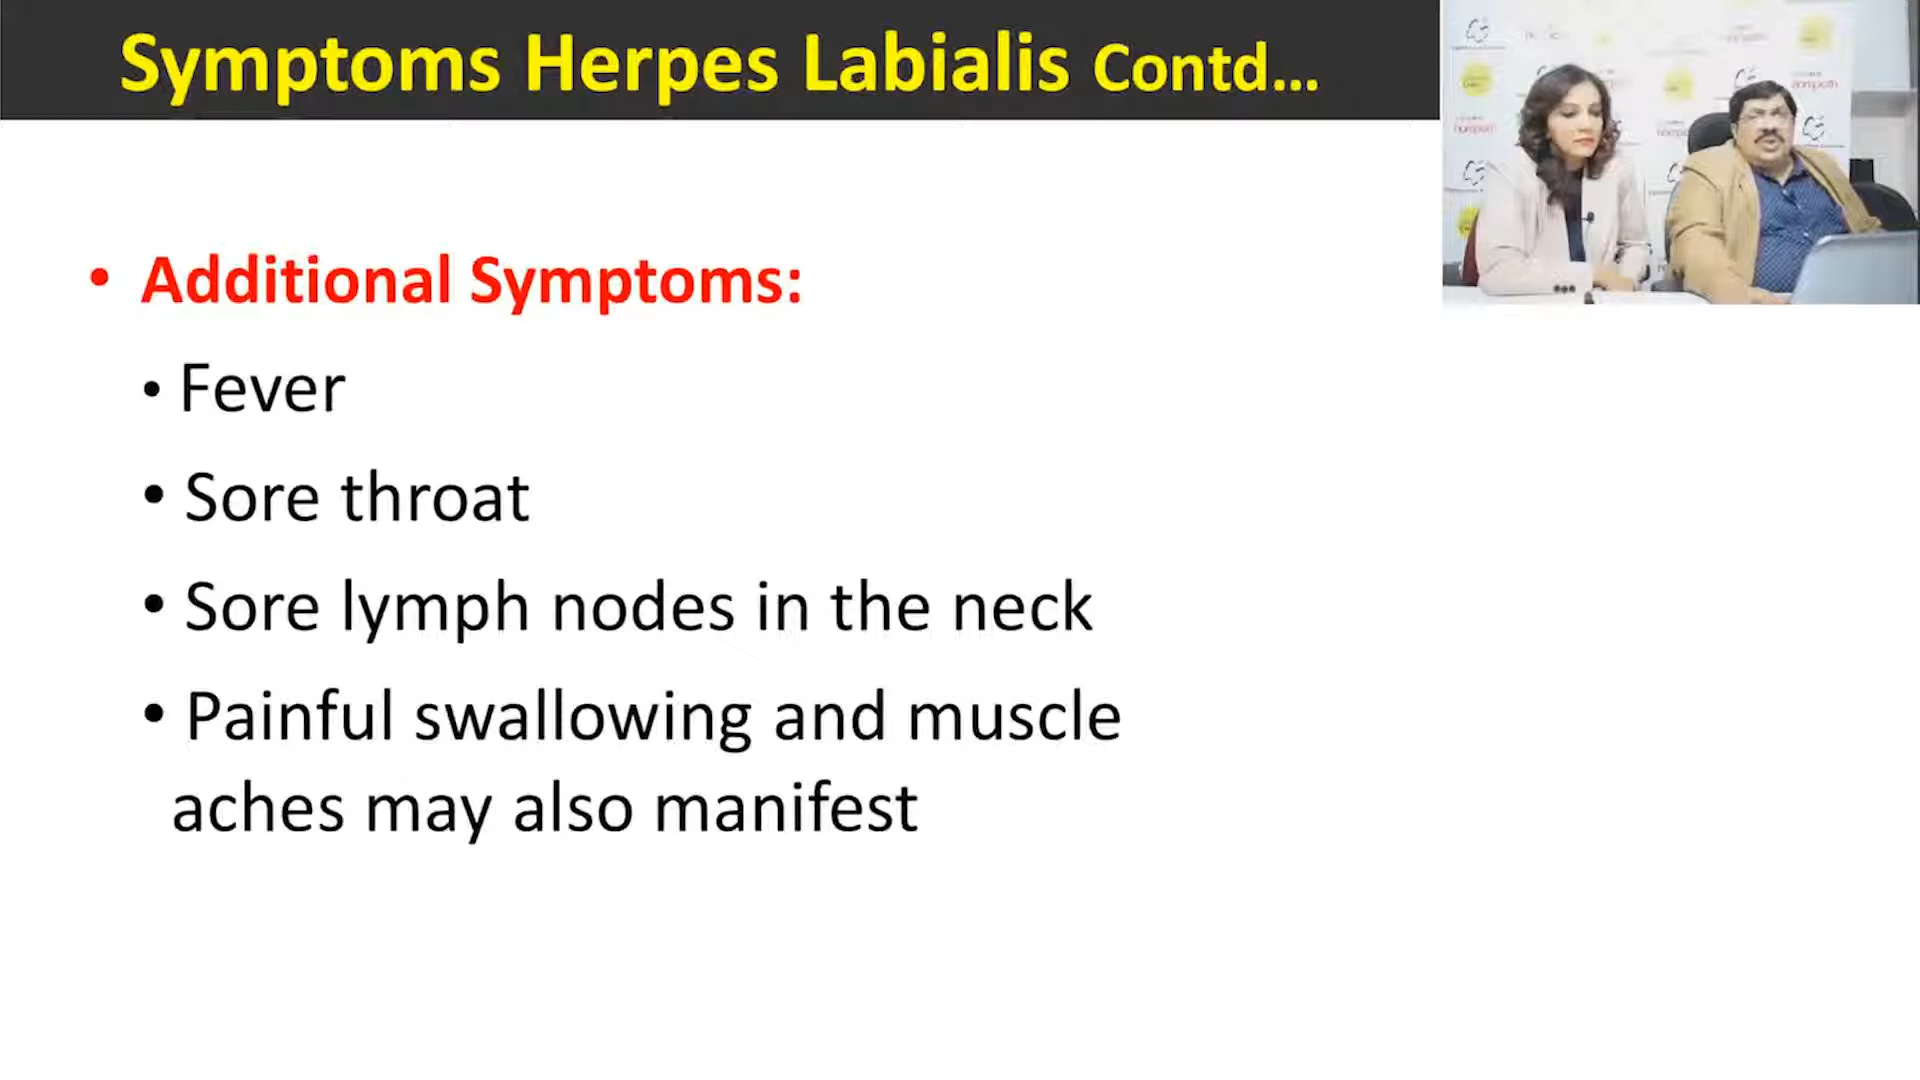 Symptoms Herpes Labialis Contd...
• Additional Symptoms:
• Fever
• Sore throat
• Sore lymph nodes in the neck
• Painful swallowing and muscle
aches may also manifest